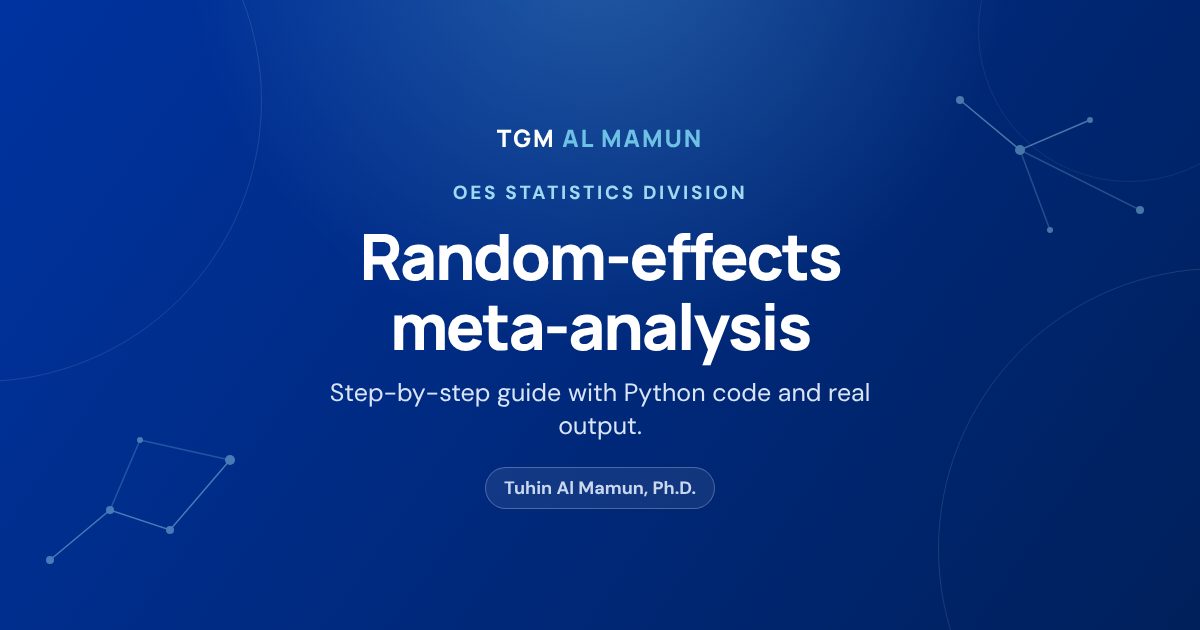 TGM AL MAMUN
OES STATISTICS DIVISION
Random-effects
meta-analysis
Step-by-step guide with Python code and real
output.
Tuhin Al Mamun, Ph.D.